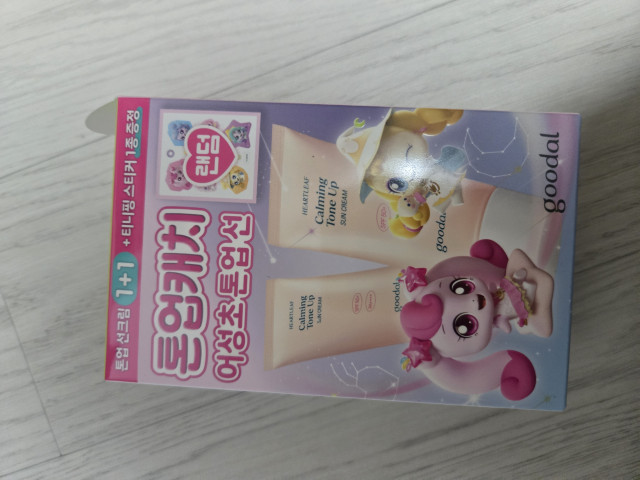 톤업 선크림 1+1 + 티니핑 스티커 1종증정
톤업캐치
어성초톤업선
랜덤
HEARTLEAF
Calming
Tone Up
SUN CREAM
goodal
HEARTLEAF
Calming
Tone Up
SUN CREAM
goodal
goodal